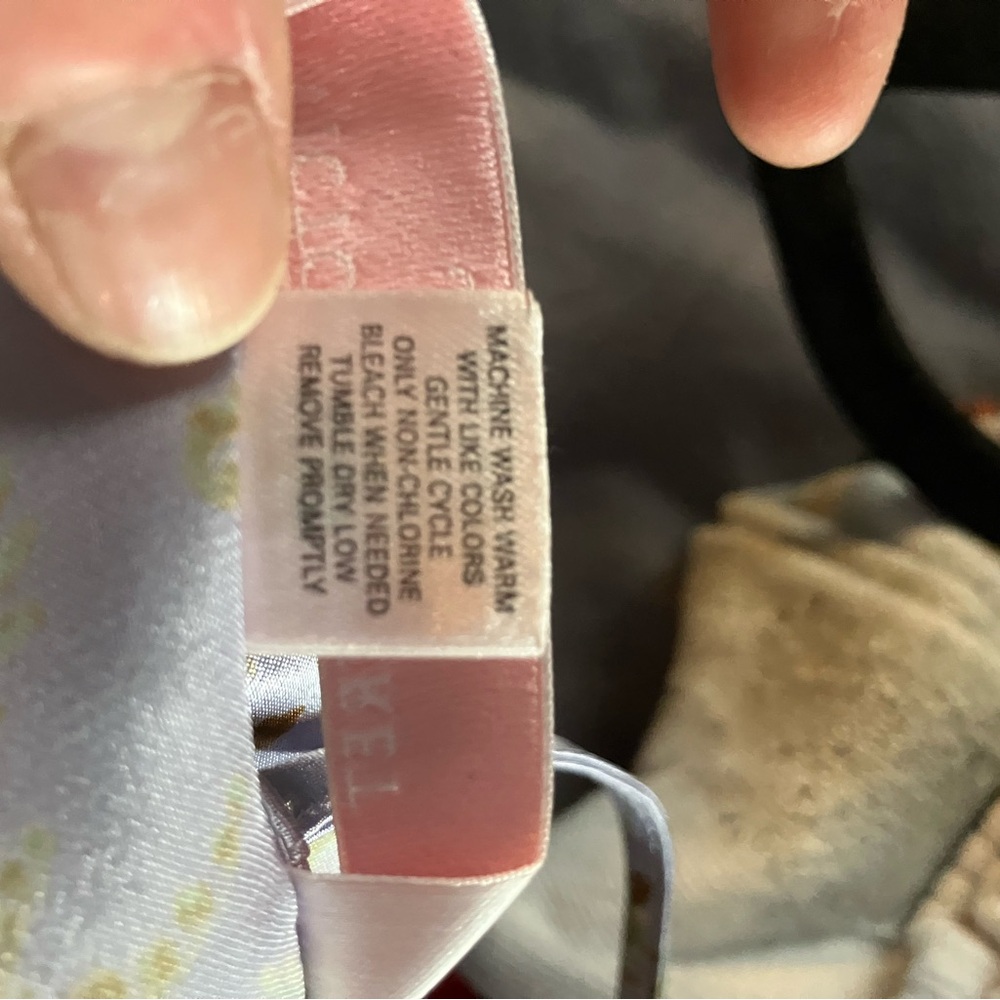 MACHINE WASH WARM
WITH LIKE COLORS
GENTLE CYCLE
ONLY NON-CHLORINE
BLEACH WHEN NEEDED
TUMBLE DRY LOW
REMOVE PROMPTLY